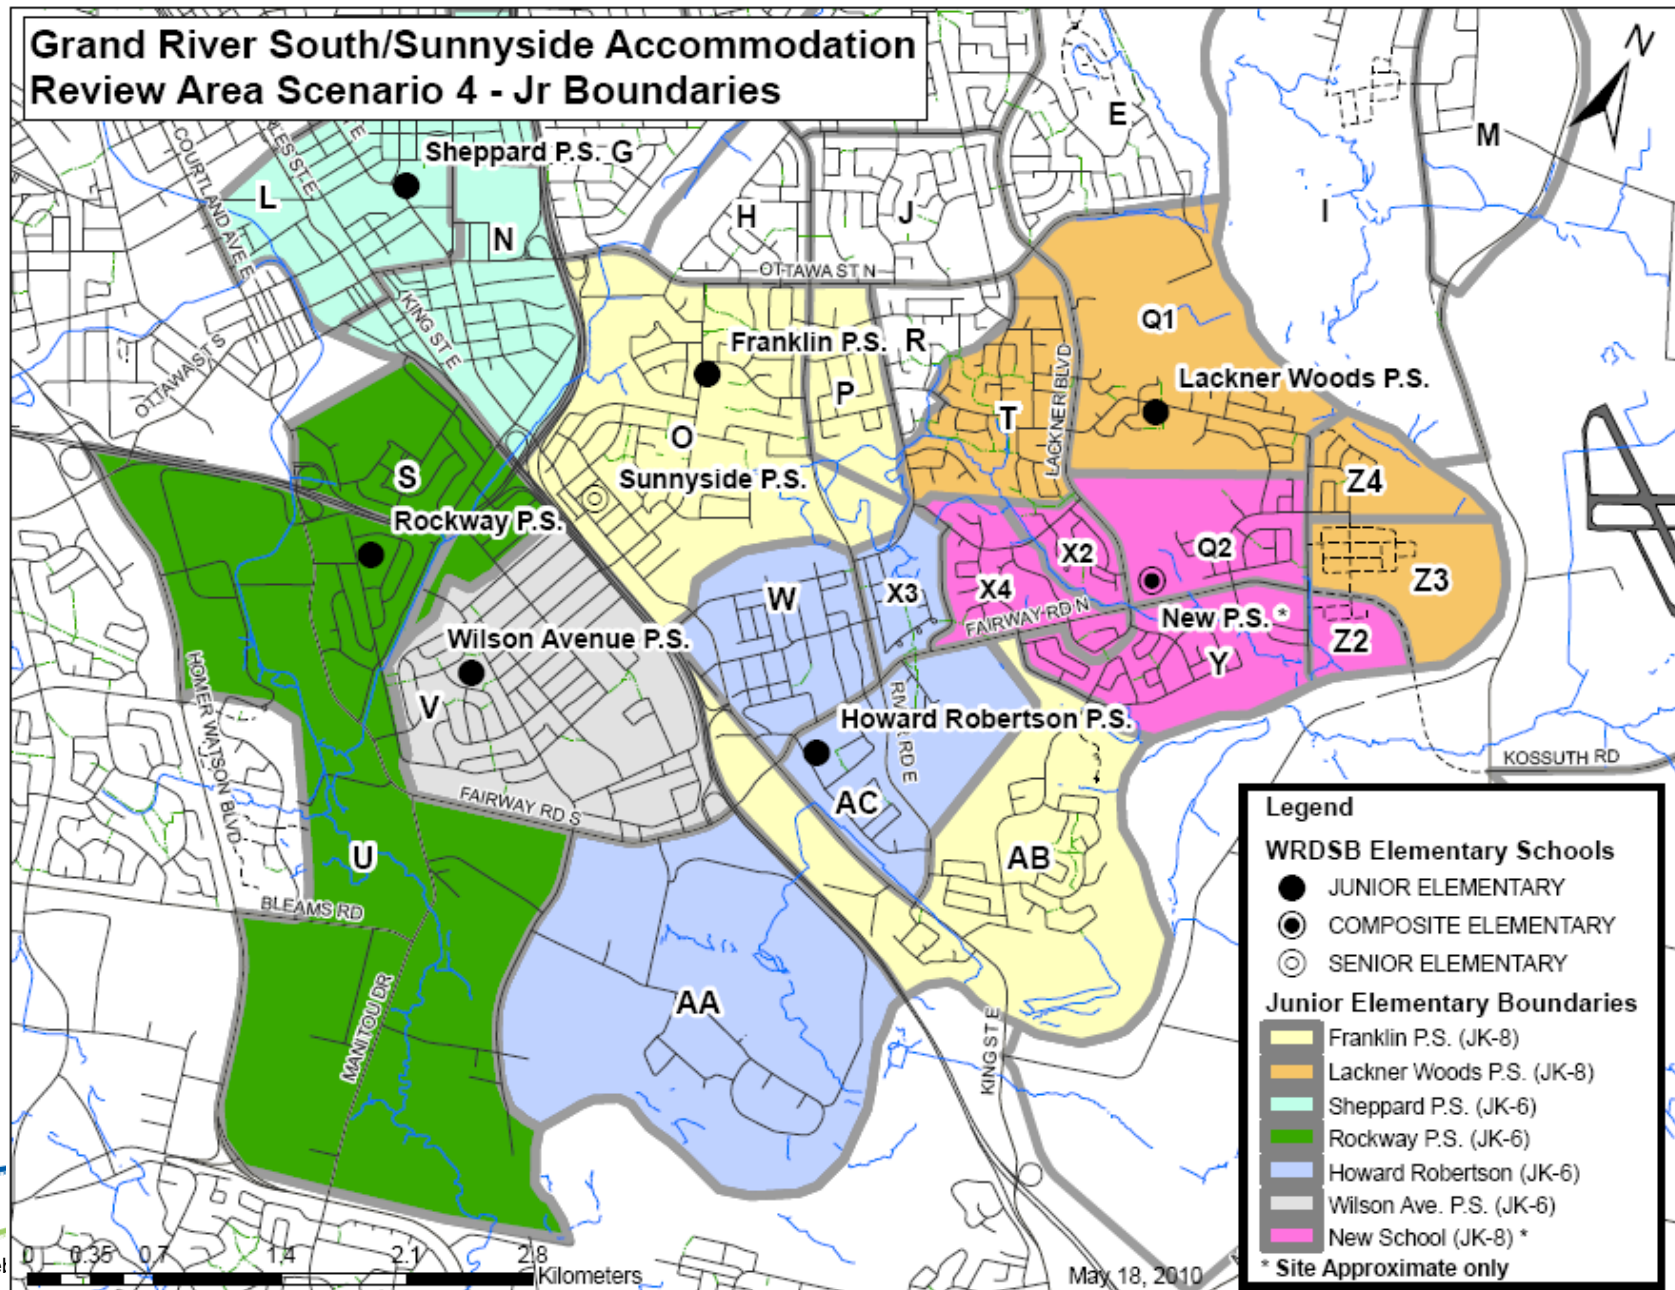 Grand River South/Sunnyside Accommodation
Review Area Scenario 4 - Jr Boundaries
N
E
M
COURTLAND AVE E
Sheppard P.S.
G
L
H
J
I
N
OTTAWA ST N
KING ST E
Q1
OTTAWA ST S
Franklin P.S.
R
LACKNER BLVD
Lackner Woods P.S.
P
T
O
S
Sunnyside P.S.
Z4
Rockway P.S.
X2
Q2
Z3
W
X3
X4
FAIRWAY RD N
New P.S. *
Wilson Avenue P.S.
Z2
Y
HOMER WATSON BLVD
V
Howard Robertson P.S.
RIVER RD E
KOSSUTH RD
FAIRWAY RD S
AC
U
AB
BLEAMS RD
AA
MANITOU DR
KING ST E
Legend
WRDSB Elementary Schools
JUNIOR ELEMENTARY
COMPOSITE ELEMENTARY
SENIOR ELEMENTARY
Junior Elementary Boundaries
Franklin P.S. (JK-8)
Lackner Woods P.S. (JK-8)
Sheppard P.S. (JK-6)
Rockway P.S. (JK-6)
Howard Robertson (JK-6)
Wilson Ave. P.S. (JK-6)
New School (JK-8) *
* Site Approximate only
0 0.35 0.7 1.4 2.1 2.8
Kilometers
May 18, 2010